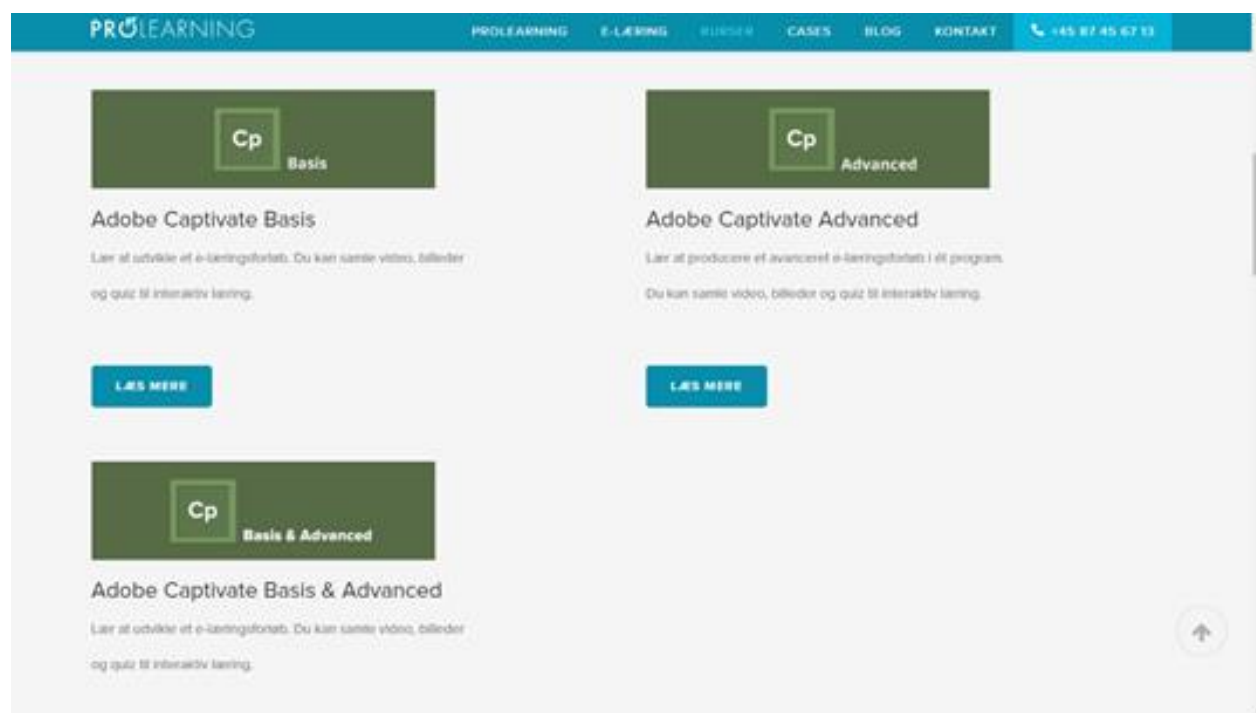 PROLEARNING
PROLEARNING E-LÆRING KURSER CASES BLOG KONTAKT +45 87 45 67 13
Cp Basis
Cp Advanced
Adobe Captivate Basis
Adobe Captivate Advanced
Lær at udvikle et e-læringsforløb. Du kan samle video, billeder
og quiz til interaktiv læring.
Lær at producere et avanceret e-læringsforløb i ét program.
Du kan samle video, billeder og quiz til interaktiv læring.
LÆS MERE
LÆS MERE
Cp Basis & Advanced
Adobe Captivate Basis & Advanced
Lær at udvikle et e-læringsforløb. Du kan samle video, billeder
og quiz til interaktiv læring.